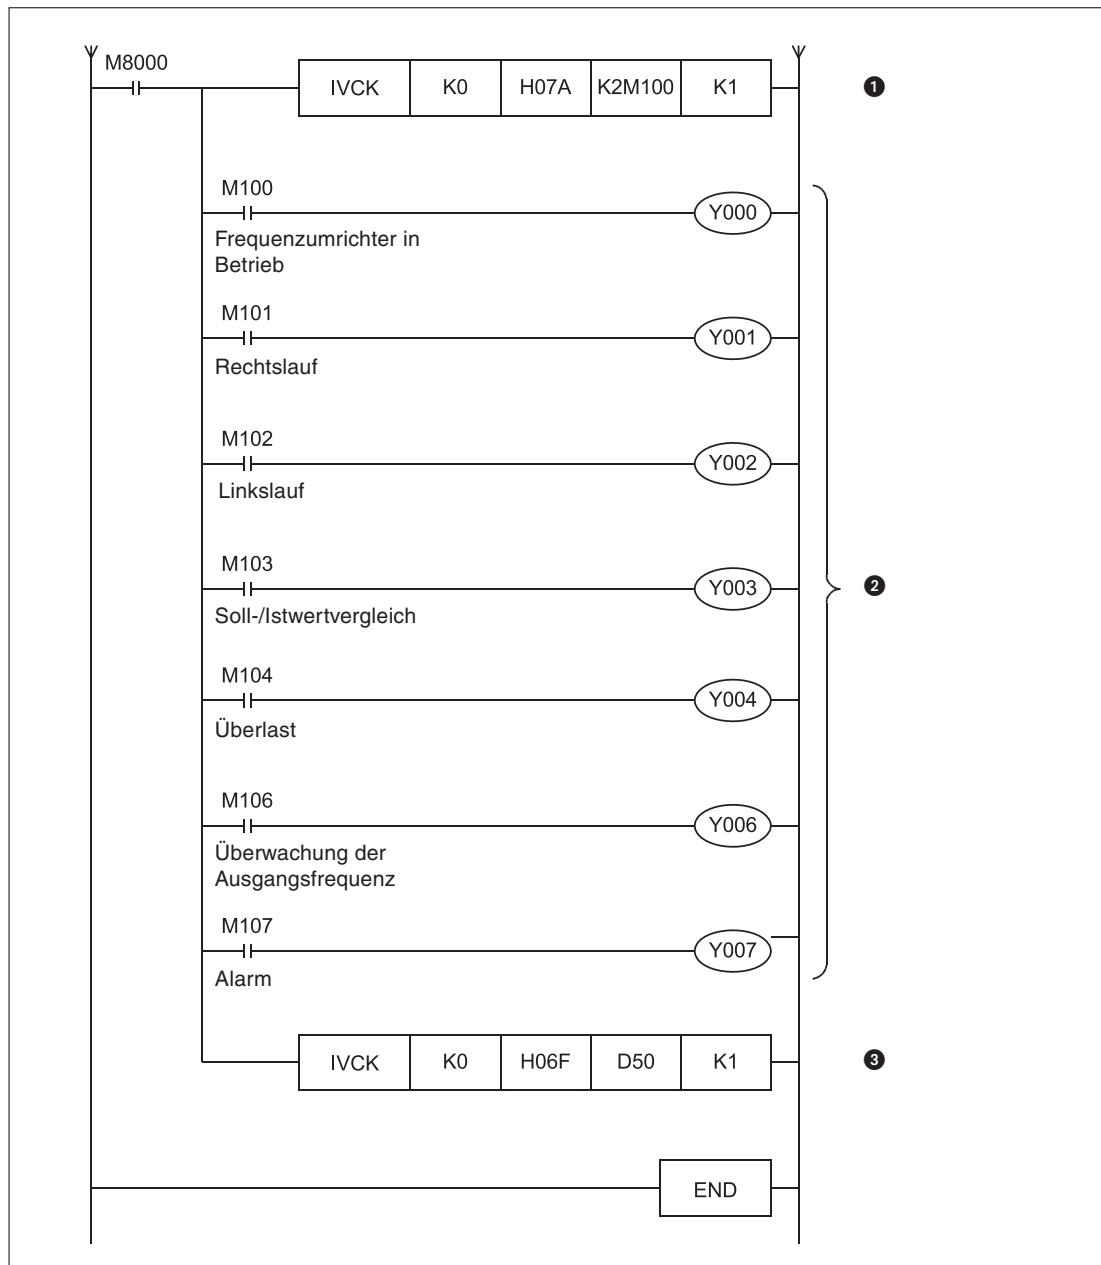 M8000
IVCK K0 H07A K2M100 K1 ❶
M100
Y000
Frequenzumrichter in
Betrieb
M101
Y001
Rechtslauf
M102
Y002
Linkslauf
M103
Y003 ❷
Soll-/Istwertvergleich
M104
Y004
Überlast
M106
Y006
Überwachung der
Ausgangsfrequenz
M107
Y007
Alarm
IVCK K0 H06F D50 K1 ❸
END